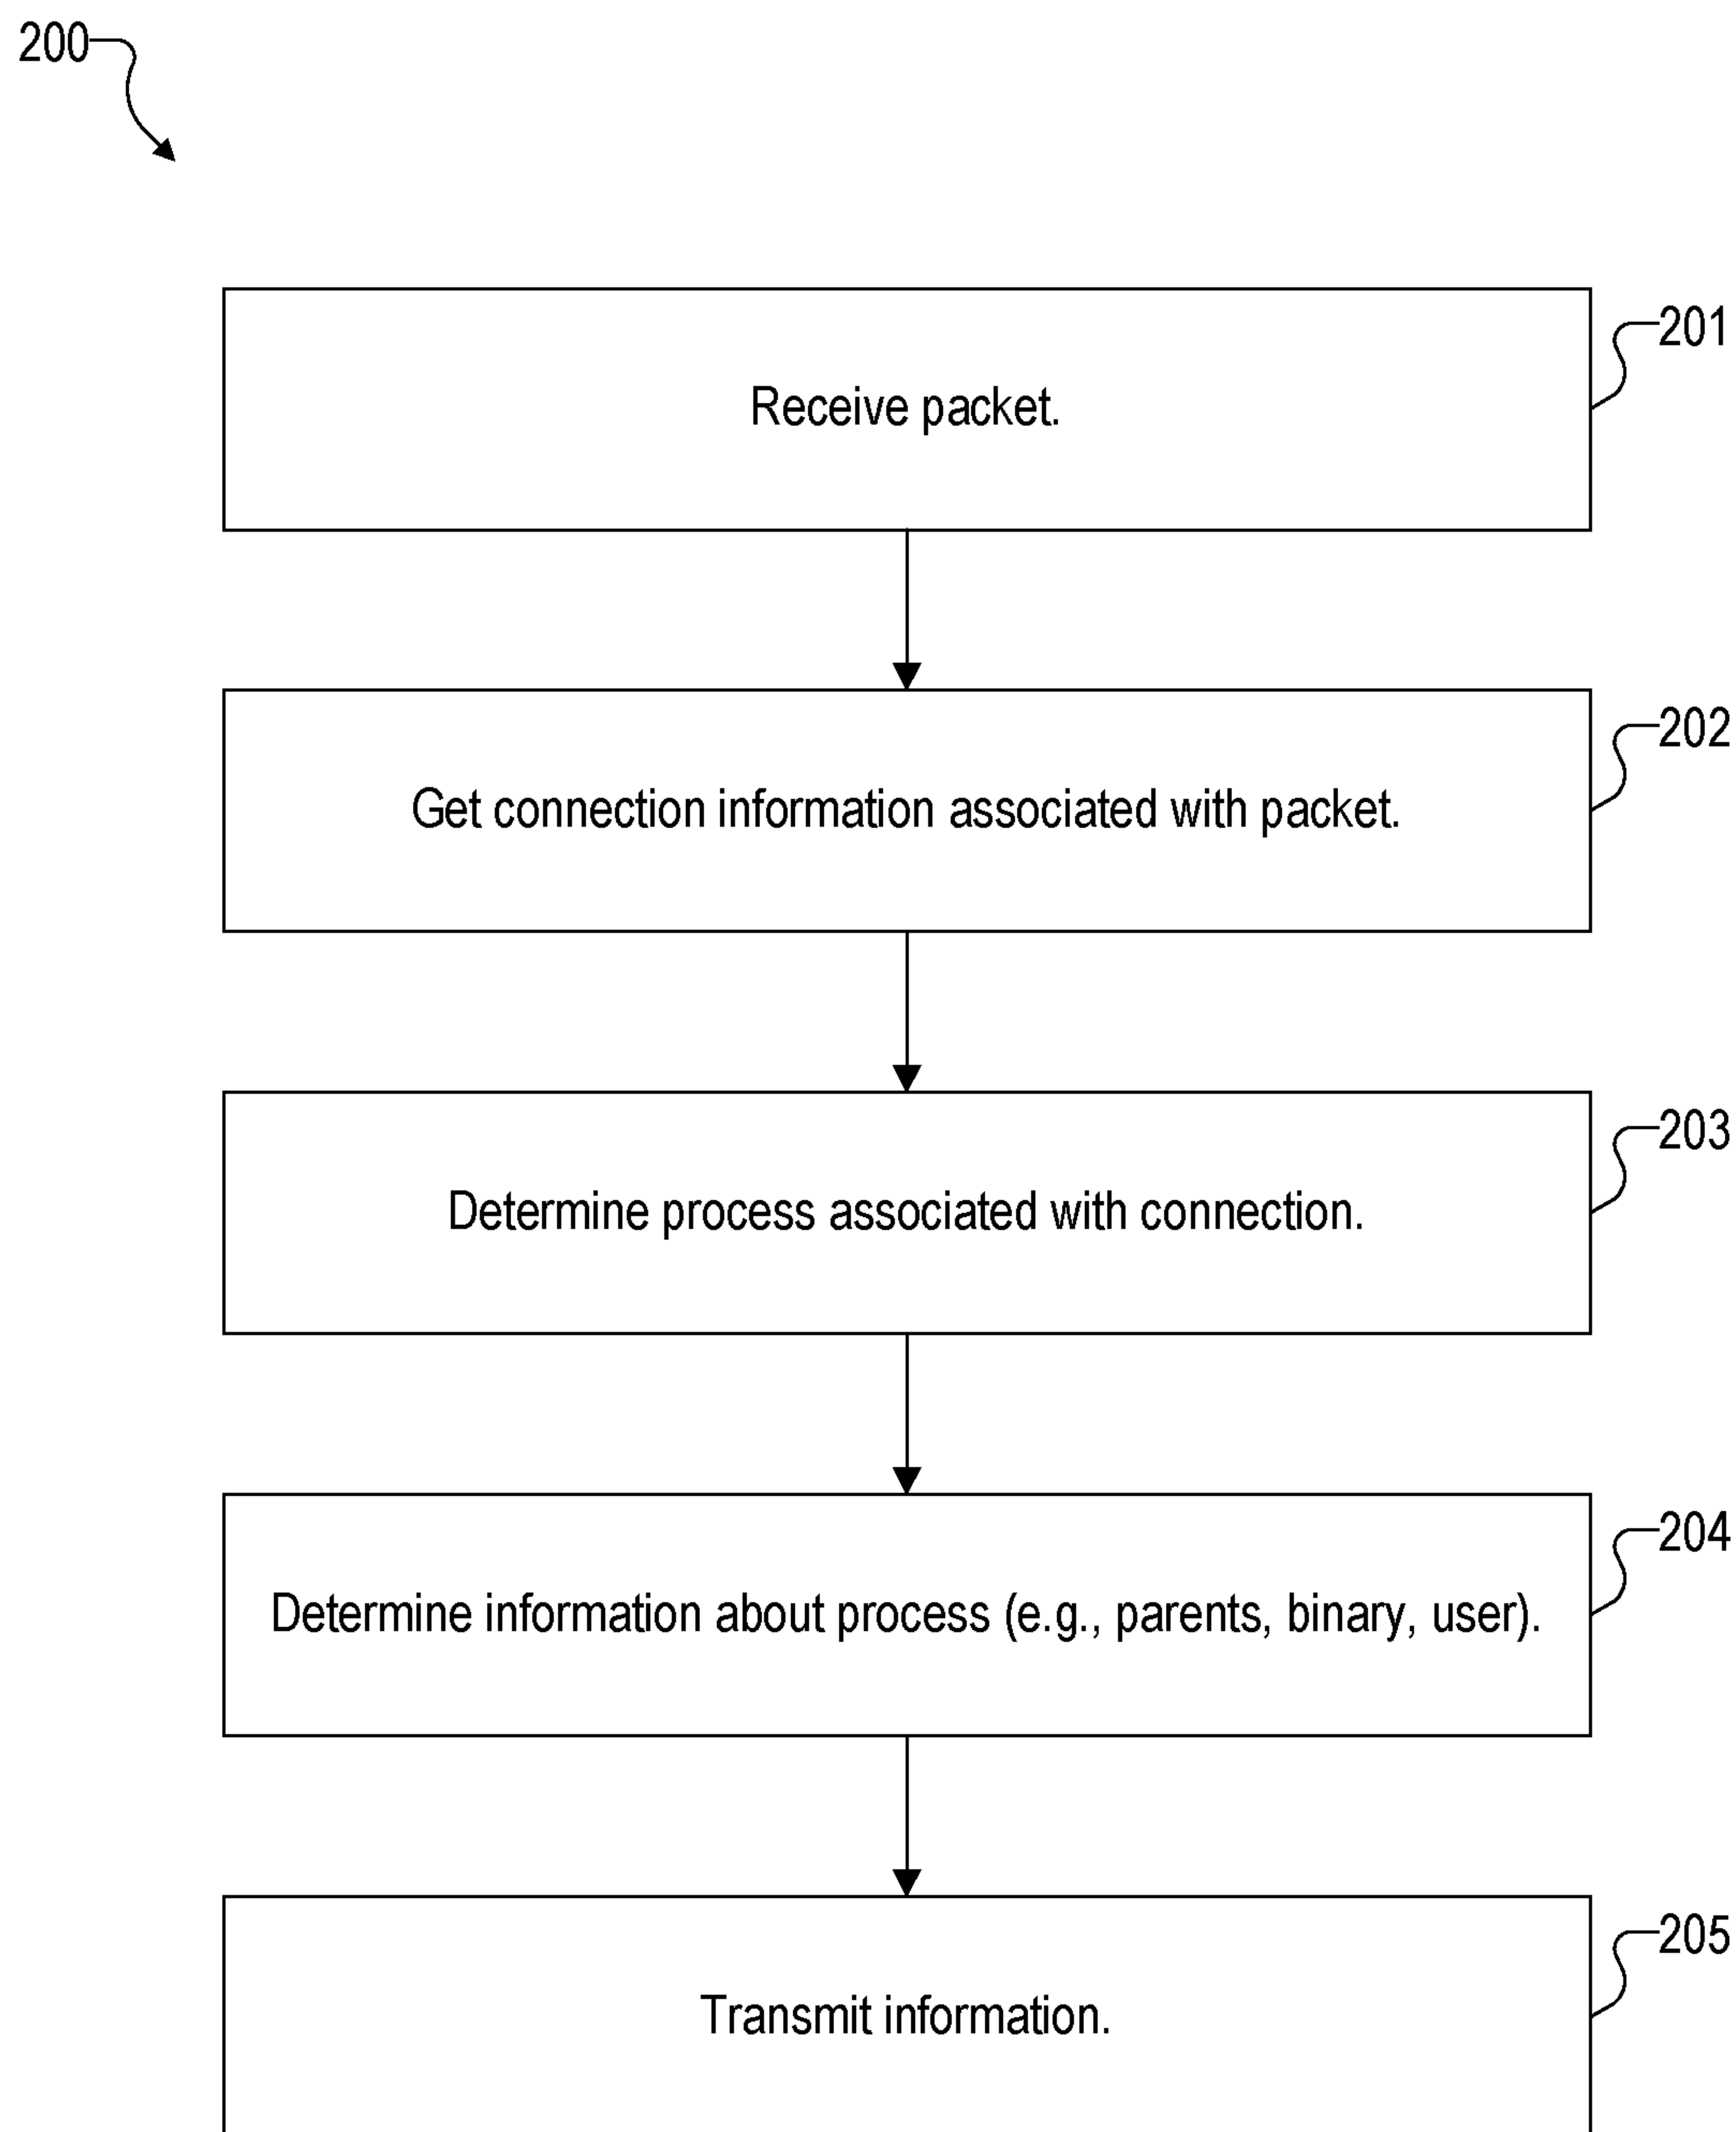 200
201
Receive packet.
202
Get connection information associated with packet.
203
Determine process associated with connection.
204
Determine information about process (e.g., parents, binary, user).
205
Transmit information.